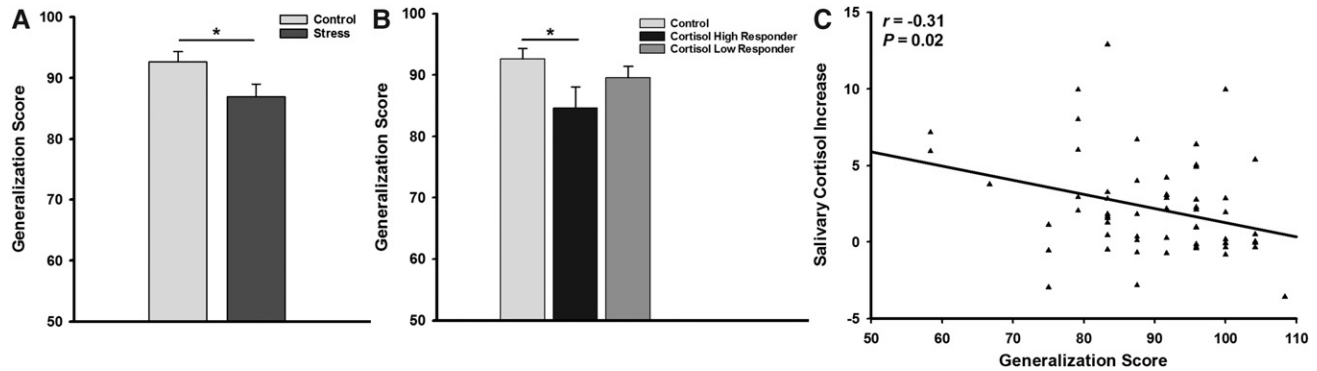 A
Generalization Score
100
90
80
70
60
50
*
Control
Stress
B
Generalization Score
100
90
80
70
60
50
*
Control
Cortisol High Responder
Cortisol Low Responder
C
Salivary Cortisol Increase
15
10
5
0
-5
r = -0.31
P = 0.02
50 60 70 80 90 100 110
Generalization Score